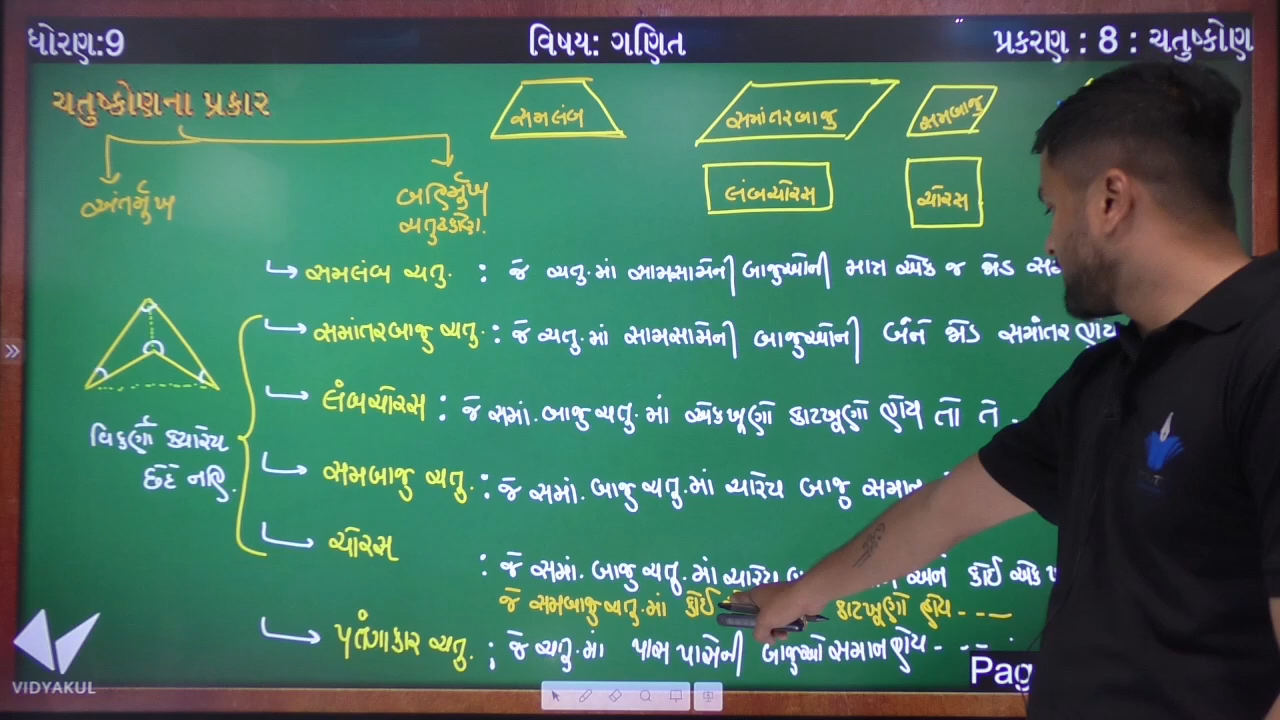 ધોરણ:9
વિષય: ગણિત
પ્રકરણ : 8 : ચતુષ્કોણ
ચતુષ્કોણના પ્રકાર
સમલંબ
સમાંતરબાજુ
સમબાજુ
લંબચોરસ
ચોરસ
અંતર્મુખ
બહિર્મુખ
ચતુષ્કોણ.
સમલંબ ચતુ. : જે ચતુ.માં સામસામેની બાજુઓની માત્ર એક જ જોડ
સમાંતરબાજુ ચતુ. : જે ચતુ.માં સામસામેની બાજુઓની બંને જોડ સમાંતર હોય
લંબચોરસ : જે સમાં. બાજુ ચતુ. માં એકખૂણો કાટખૂણો હોય તો તે .
સમબાજુ ચતુ. : જે સમાં. બાજુ ચતુ.માં ચારેય બાજુ સમાન
ચોરસ
: જે સમાં. બાજુ ચતુ.માં ચારેય અને કોઈ એક
જે સમબાજુ ચતુ.માં કોઈ કાટખૂણો હોય - - -
પતંગાકાર ચતુ. : જે ચતુ.માં પાસ પાસેની બાજુઓ સમાન હોય - - -
વિકર્ણો ક્યારેય
છેદે નહિ.
VIDYAKUL
Pag